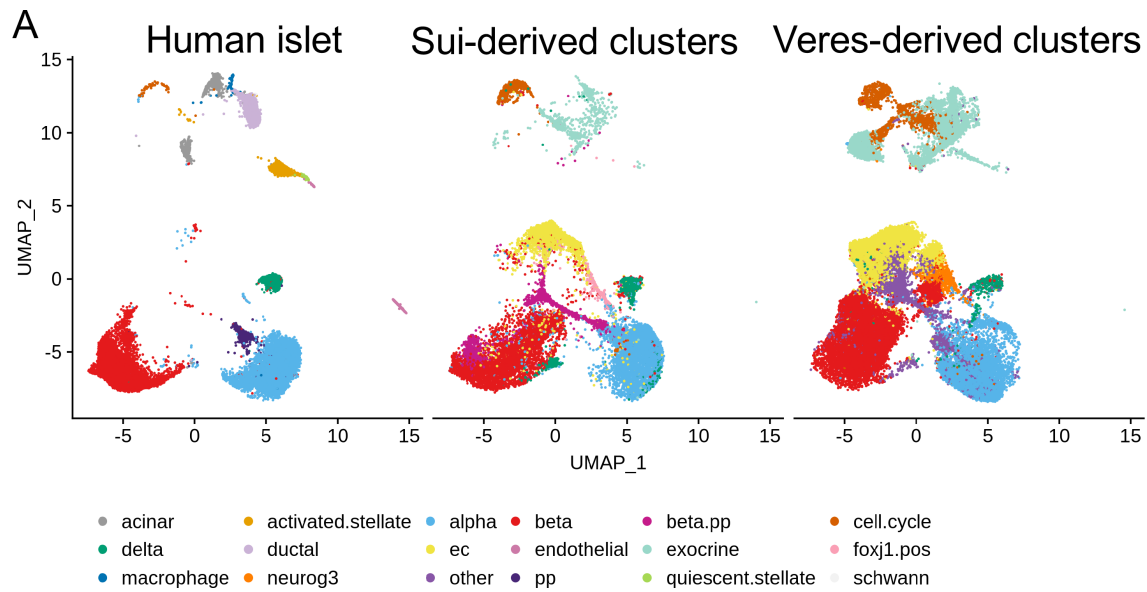 A
Human islet Sui-derived clusters Veres-derived clusters
15
10
5
0
-5
UMAP_2
-5 0 5 10 15 -5 0 5 10 15 -5 0 5 10 15
UMAP_1
acinar activated.stellate alpha beta beta.pp cell.cycle
delta ductal ec endothelial exocrine foxj1.pos
macrophage neurog3 other pp quiescent.stellate schwann